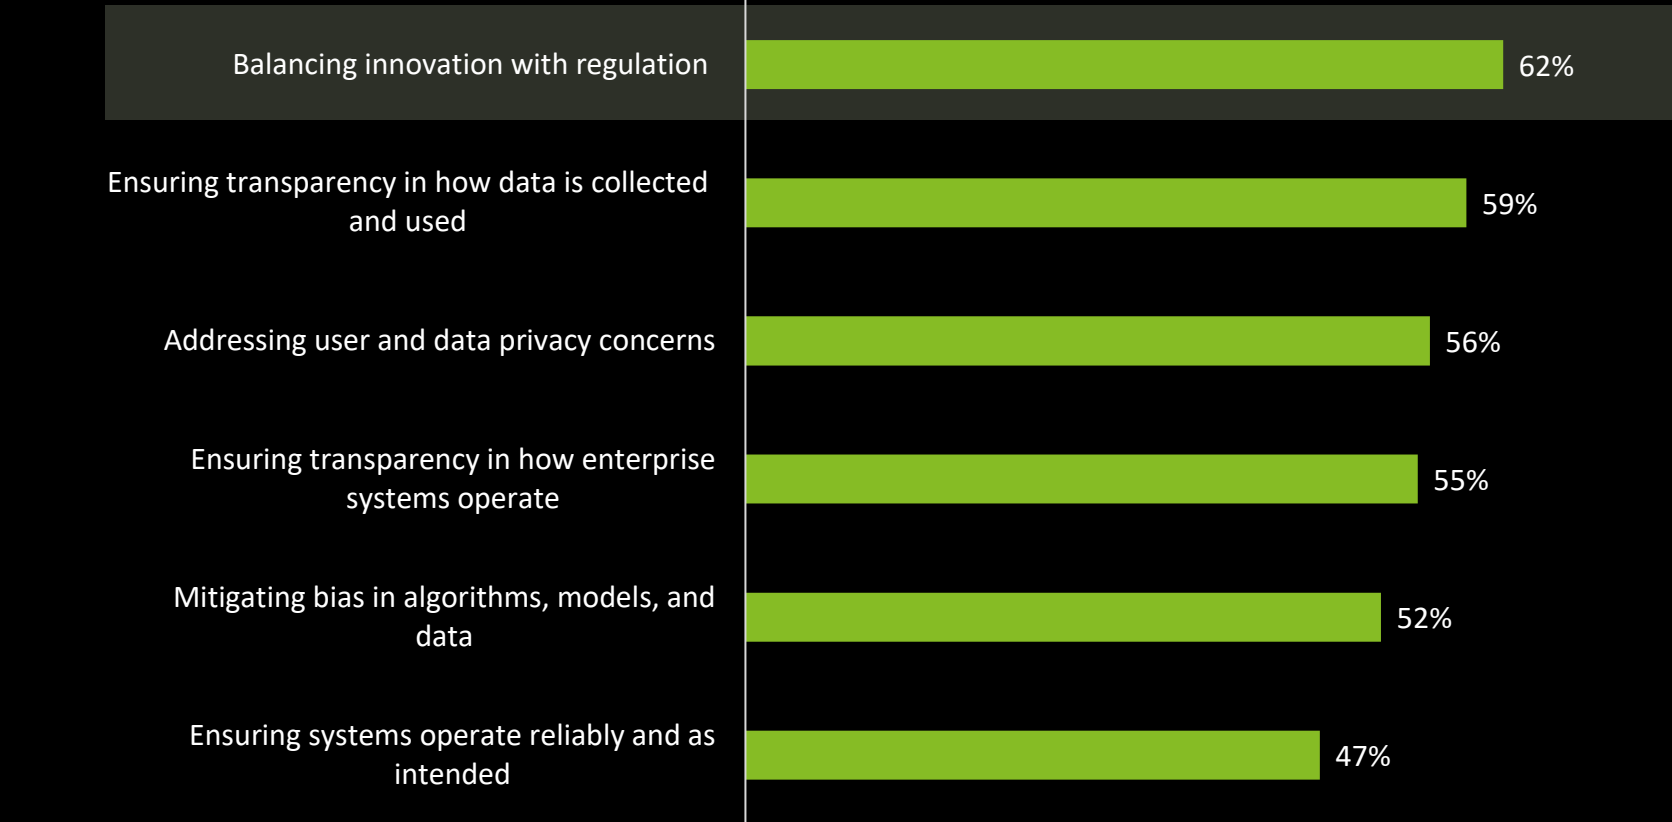 Balancing innovation with regulation
62%
Ensuring transparency in how data is collected
and used
59%
Addressing user and data privacy concerns
56%
Ensuring transparency in how enterprise
systems operate
55%
Mitigating bias in algorithms, models, and
data
52%
Ensuring systems operate reliably and as
intended
47%